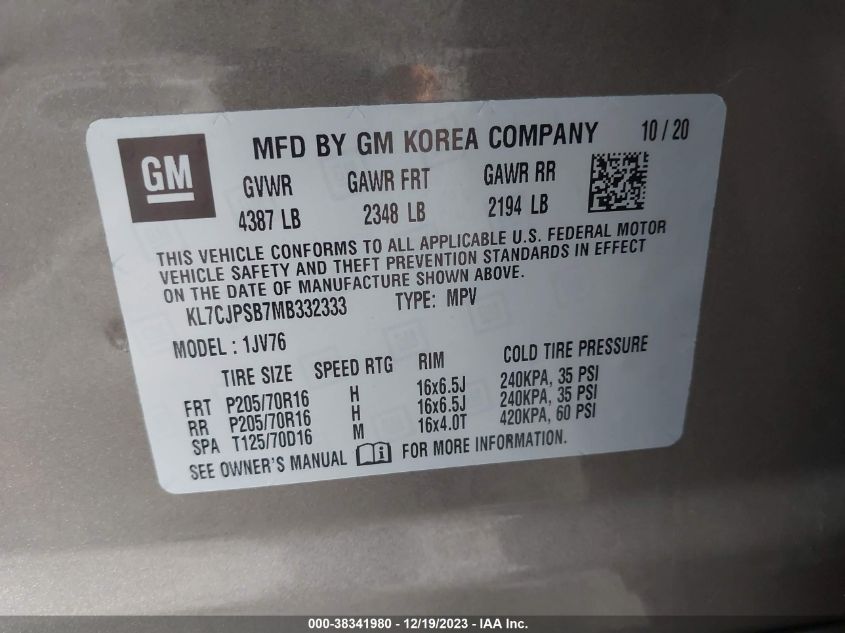 GM
MFD BY GM KOREA COMPANY 10 / 20
GVWR GAWR FRT GAWR RR
4387 LB 2348 LB 2194 LB
THIS VEHICLE CONFORMS TO ALL APPLICABLE U.S. FEDERAL MOTOR
VEHICLE SAFETY AND THEFT PREVENTION STANDARDS IN EFFECT
ON THE DATE OF MANUFACTURE SHOWN ABOVE.
KL7CJPSB7MB332333 TYPE: MPV
MODEL : 1JV76
TIRE SIZE SPEED RTG RIM COLD TIRE PRESSURE
FRT P205/70R16 H 16x6.5J 240KPA, 35 PSI
RR P205/70R16 H 16x6.5J 240KPA, 35 PSI
SPA T125/70D16 M 16x4.0T 420KPA, 60 PSI
SEE OWNER'S MANUAL FOR MORE INFORMATION.
000-38341980 - 12/19/2023 - IAA Inc.